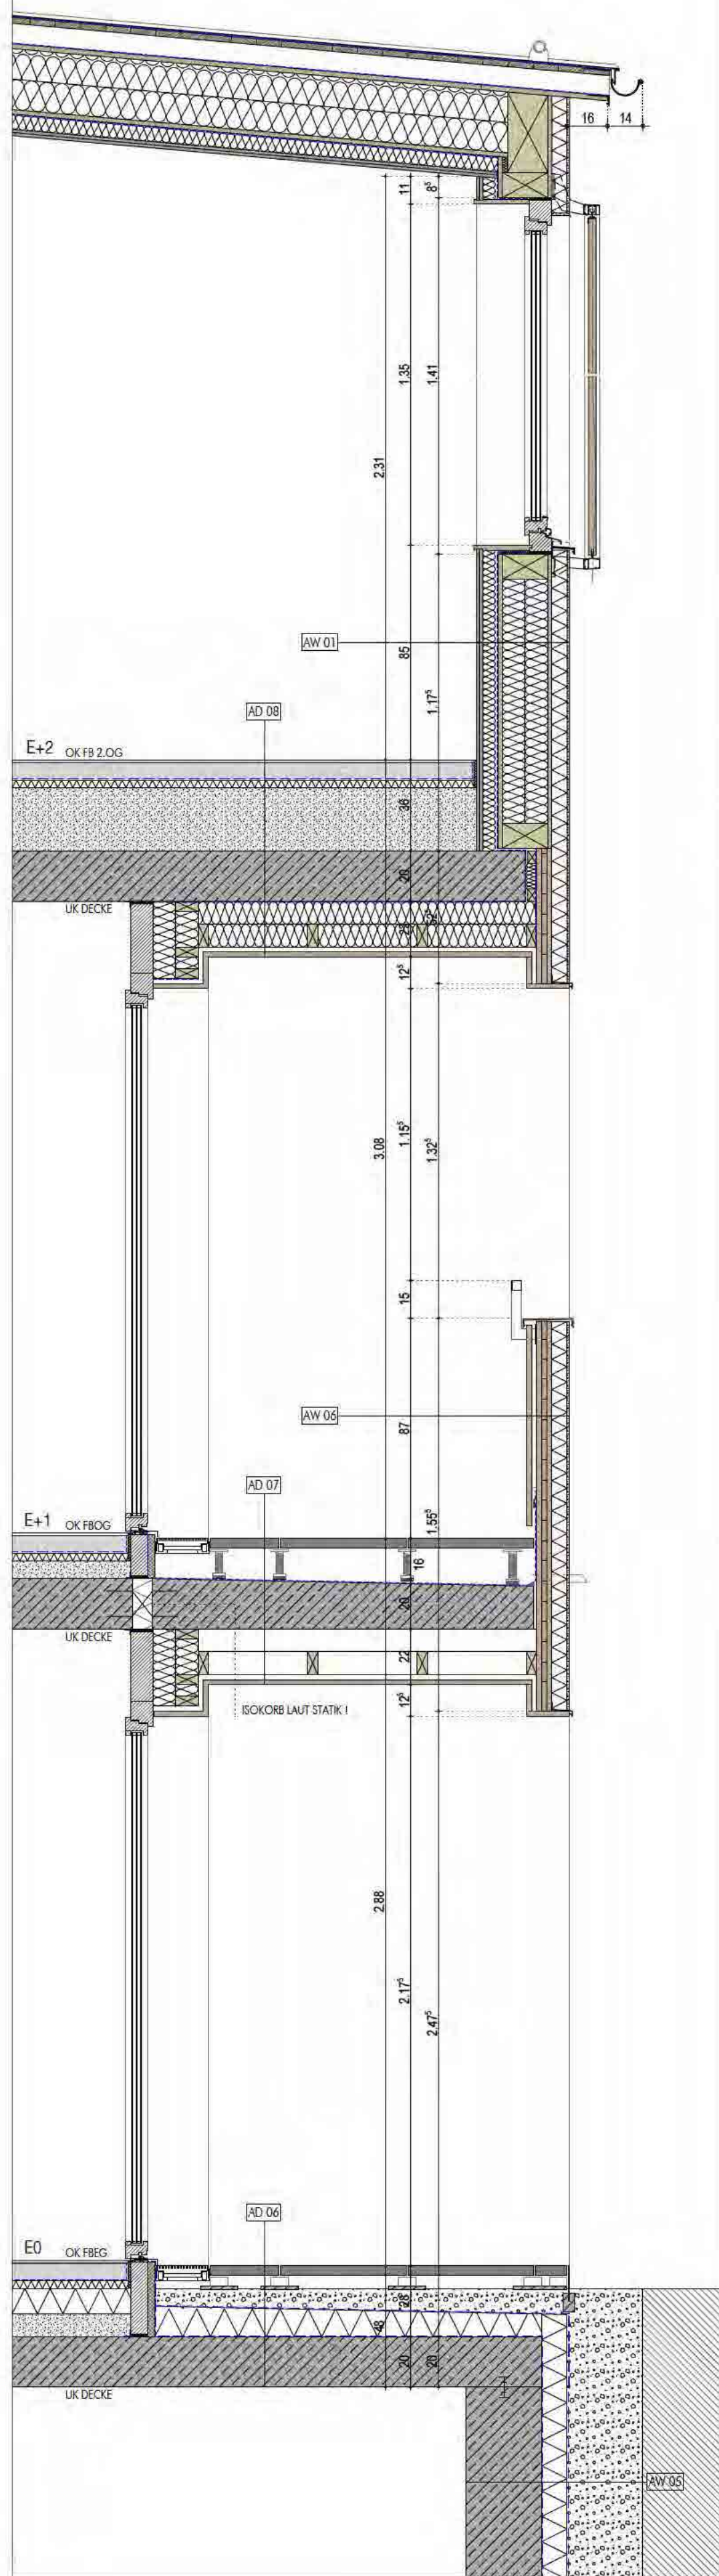 16 14
11 8⁵
1.35 1.41
2.31
AW 01
85
1.17⁵
AD 08
E+2 OK FB 2.OG
36
20
UK DECKE
12⁵
1.15⁵
3.08 1.32⁵
15
AW 06
87
AD 07
E+1 OK FBOG
1.55⁵
16
20
UK DECKE
22
12⁵
ISOKORB LAUT STATIK !
2.88
2.17⁵
2.47⁵
AD 06
E0 OK FBEG
28
48
20 20
UK DECKE
AW 05